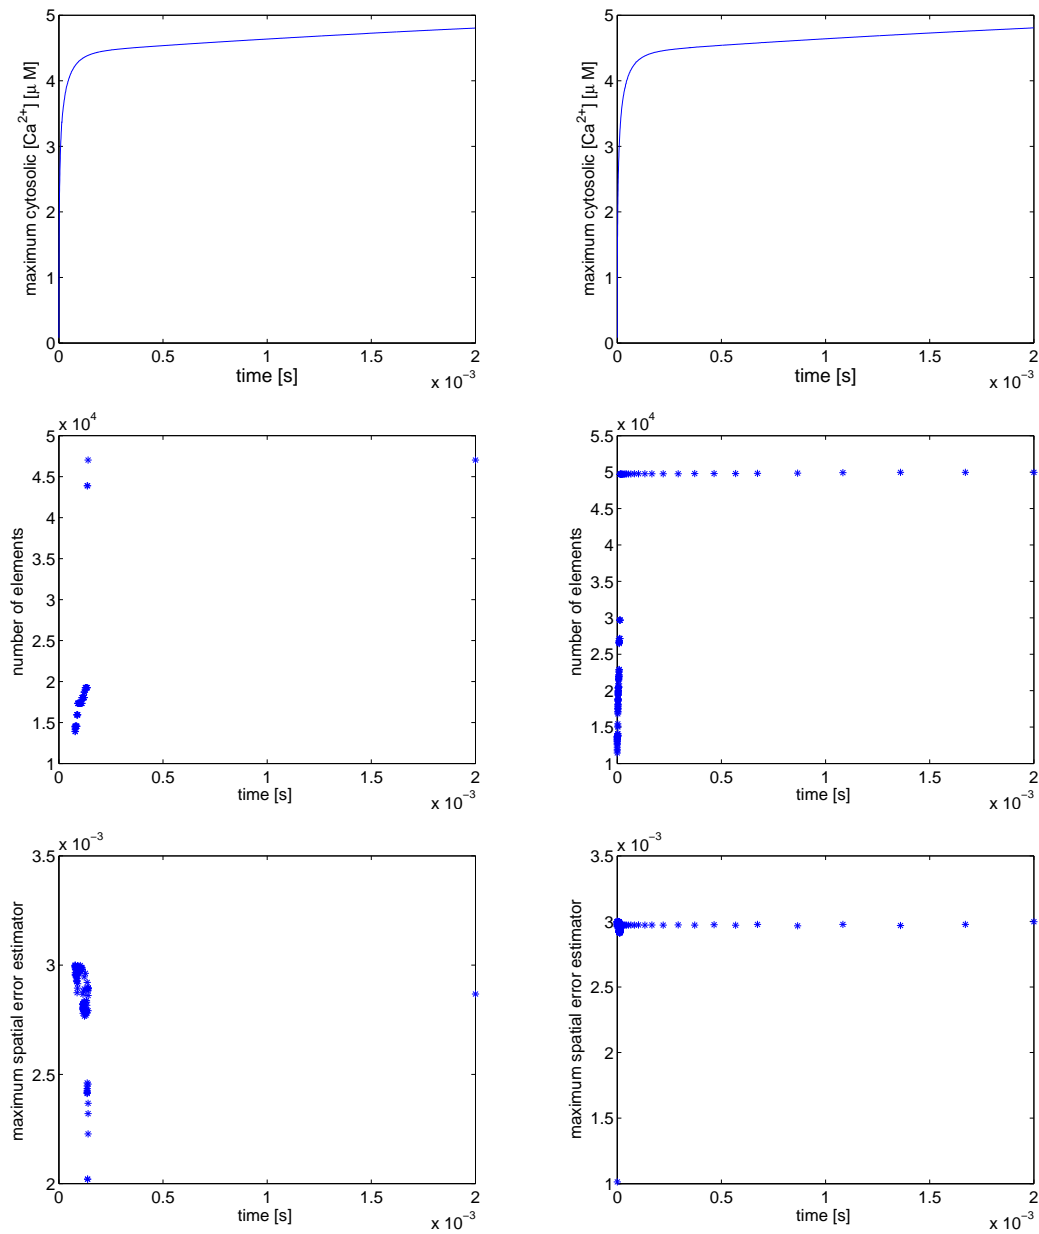 maximum cytosolic [Ca2+] [μ M]
5
4
3
2
1
0
0 0.5 1 1.5 2
time [s]
x 10−3
maximum cytosolic [Ca2+] [μ M]
5
4
3
2
1
0
0 0.5 1 1.5 2
time [s]
x 10−3
x 104
number of elements
5
4.5
4
3.5
3
2.5
2
1.5
1
0 0.5 1 1.5 2
time [s]
x 10−3
x 104
number of elements
5.5
5
4.5
4
3.5
3
2.5
2
1.5
1
0 0.5 1 1.5 2
time [s]
x 10−3
x 10−3
maximum spatial error estimator
3.5
3
2.5
2
0 0.5 1 1.5 2
time [s]
x 10−3
x 10−3
maximum spatial error estimator
3.5
3
2.5
2
1.5
1
0 0.5 1 1.5 2
time [s]
x 10−3